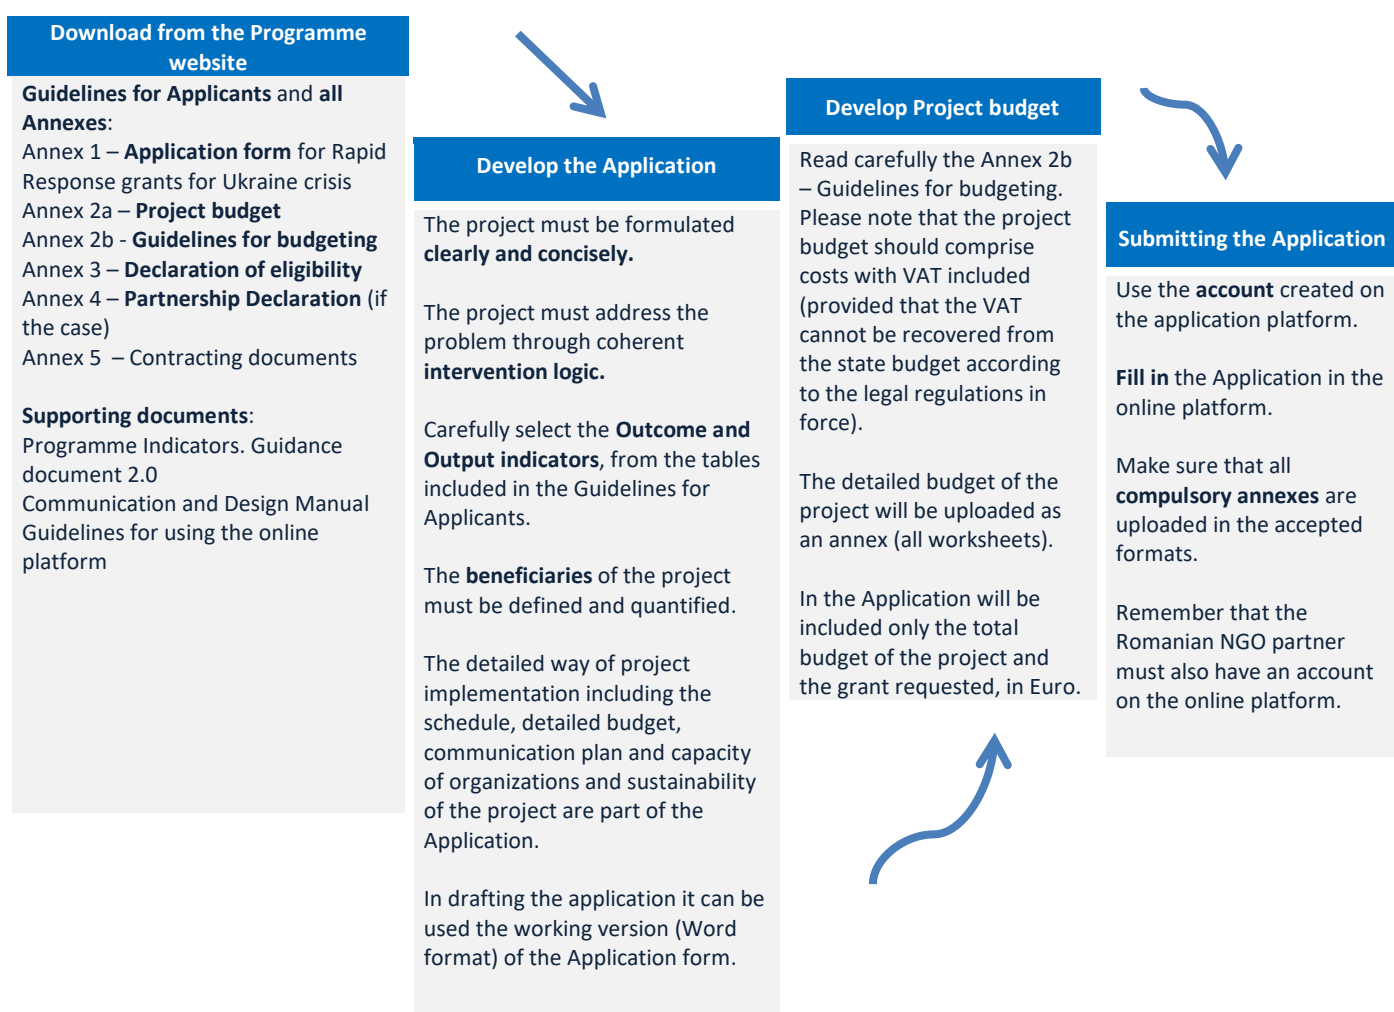 Download from the Programme
website
Guidelines for Applicants and all
Annexes:
Annex 1 – Application form for Rapid
Response grants for Ukraine crisis
Annex 2a – Project budget
Annex 2b - Guidelines for budgeting
Annex 3 – Declaration of eligibility
Annex 4 – Partnership Declaration (if
the case)
Annex 5  – Contracting documents
Supporting documents:
Programme Indicators. Guidance
document 2.0
Communication and Design Manual
Guidelines for using the online
platform
Develop the Application
The project must be formulated
clearly and concisely.
The project must address the
problem through coherent
intervention logic.
Carefully select the Outcome and
Output indicators, from the tables
included in the Guidelines for
Applicants.
The beneficiaries of the project
must be defined and quantified.
The detailed way of project
implementation including the
schedule, detailed budget,
communication plan and capacity
of organizations and sustainability
of the project are part of the
Application.
In drafting the application it can be
used the working version (Word
format) of the Application form.
Develop Project budget
Read carefully the Annex 2b
– Guidelines for budgeting.
Please note that the project
budget should comprise
costs with VAT included
(provided that the VAT
cannot be recovered from
the state budget according
to the legal regulations in
force).
The detailed budget of the
project will be uploaded as
an annex (all worksheets).
In the Application will be
included only the total
budget of the project and
the grant requested, in Euro.
Submitting the Application
Use the account created on
the application platform.
Fill in the Application in the
online platform.
Make sure that all
compulsory annexes are
uploaded in the accepted
formats.
Remember that the
Romanian NGO partner
must also have an account
on the online platform.